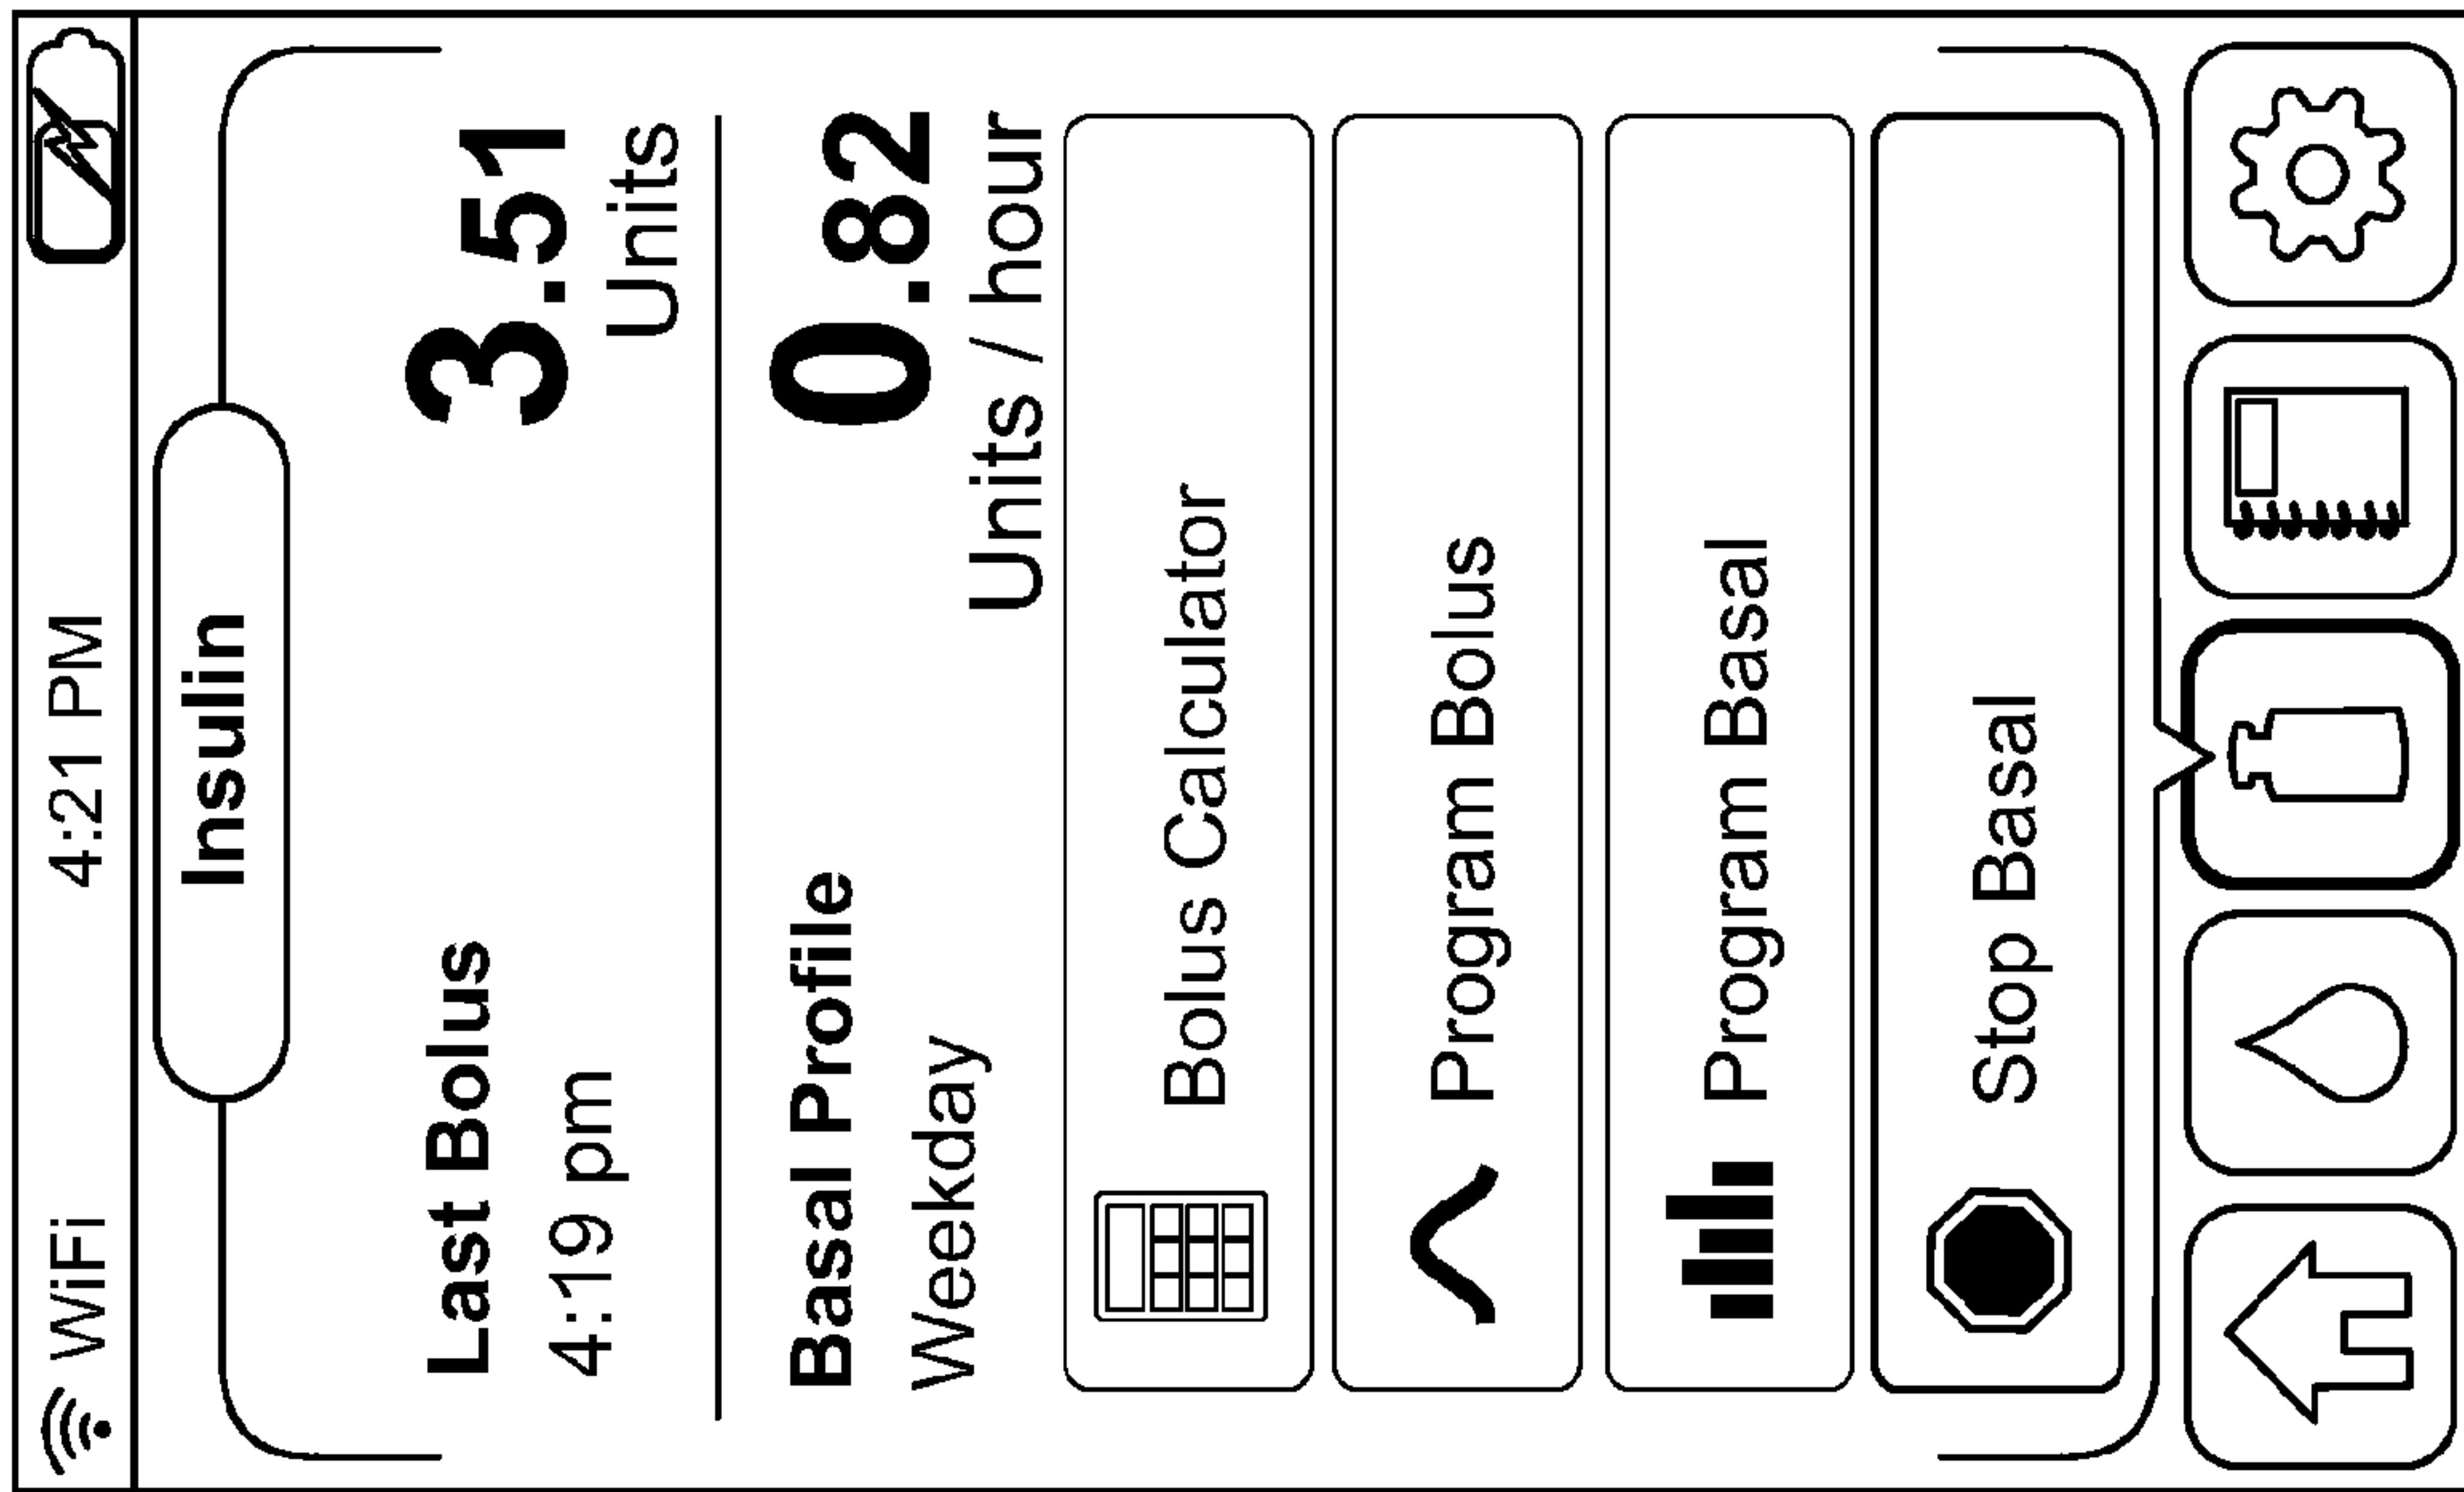 WiFi 4:21 PM
Insulin
Last Bolus 3.51
4:19 pm Units
Basal Profile 0.82
Weekday Units / hour
Bolus Calculator
Program Bolus
Program Basal
Stop Basal